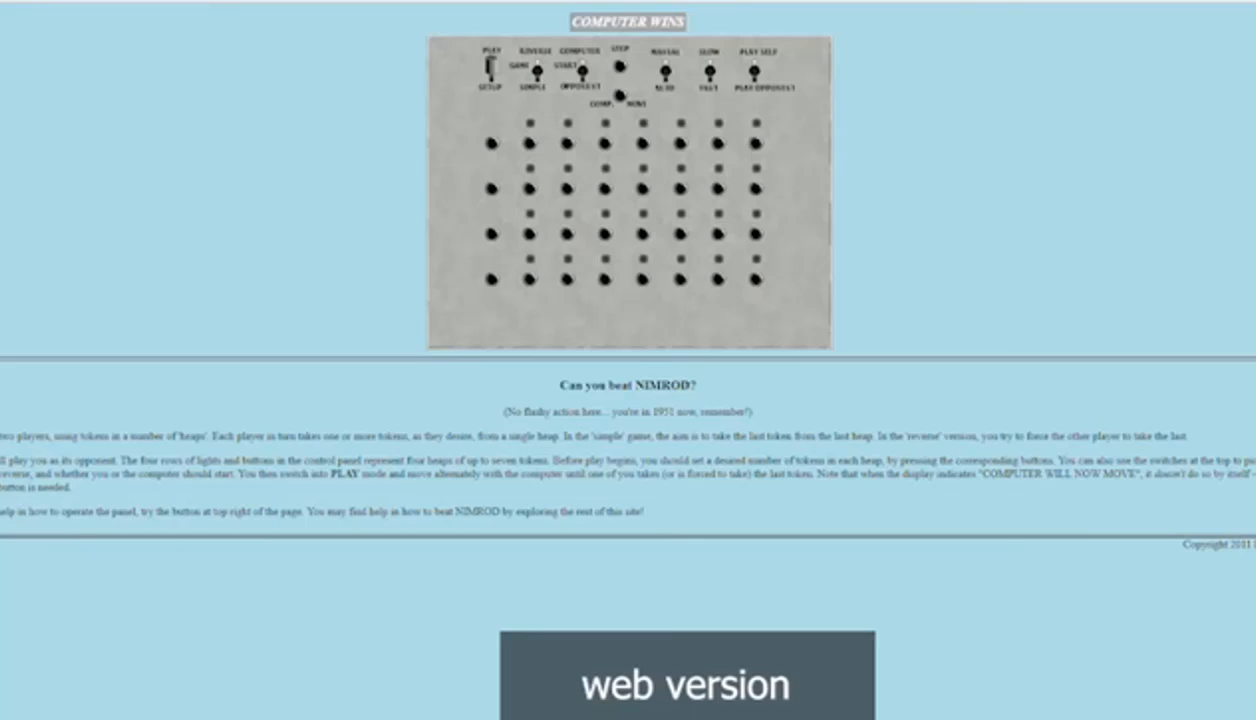 COMPUTER WINS
PLAY REVERSE COMPUTER STEP MANUAL SLOW PLAY SELF
GAME START
SETUP SIMPLE OPPONENT AUTO FAST PLAY OPPONENT
COMP. MOVE
Can you beat NIMROD?
(No flashy action here... you're in 1951 now, remember!)
two players, using tokens in a number of 'heaps'. Each player in turn takes one or more tokens, as they desire, from a single heap. In the 'simple' game, the aim is to take the last token from the last heap. In the 'reverse' version, you try to force the other player to take the last
ll play you as its opponent. The four rows of lights and buttons in the control panel represent four heaps of up to seven tokens. Before play begins, you should set a desired number of tokens in each heap, by pressing the corresponding buttons. You can also use the switches at the top to
verse, and whether you or the computer should start. You then switch into PLAY mode and move alternately with the computer until one of you takes (or is forced to take) the last token. Note that when the display indicates "COMPUTER WILL NOW MOVE", it doesn't do so by itself
button is needed.
help in how to operate the panel, try the button at top right of the page. You may find help in how to beat NIMROD by exploring the rest of this site!
Copyright 2011
web version